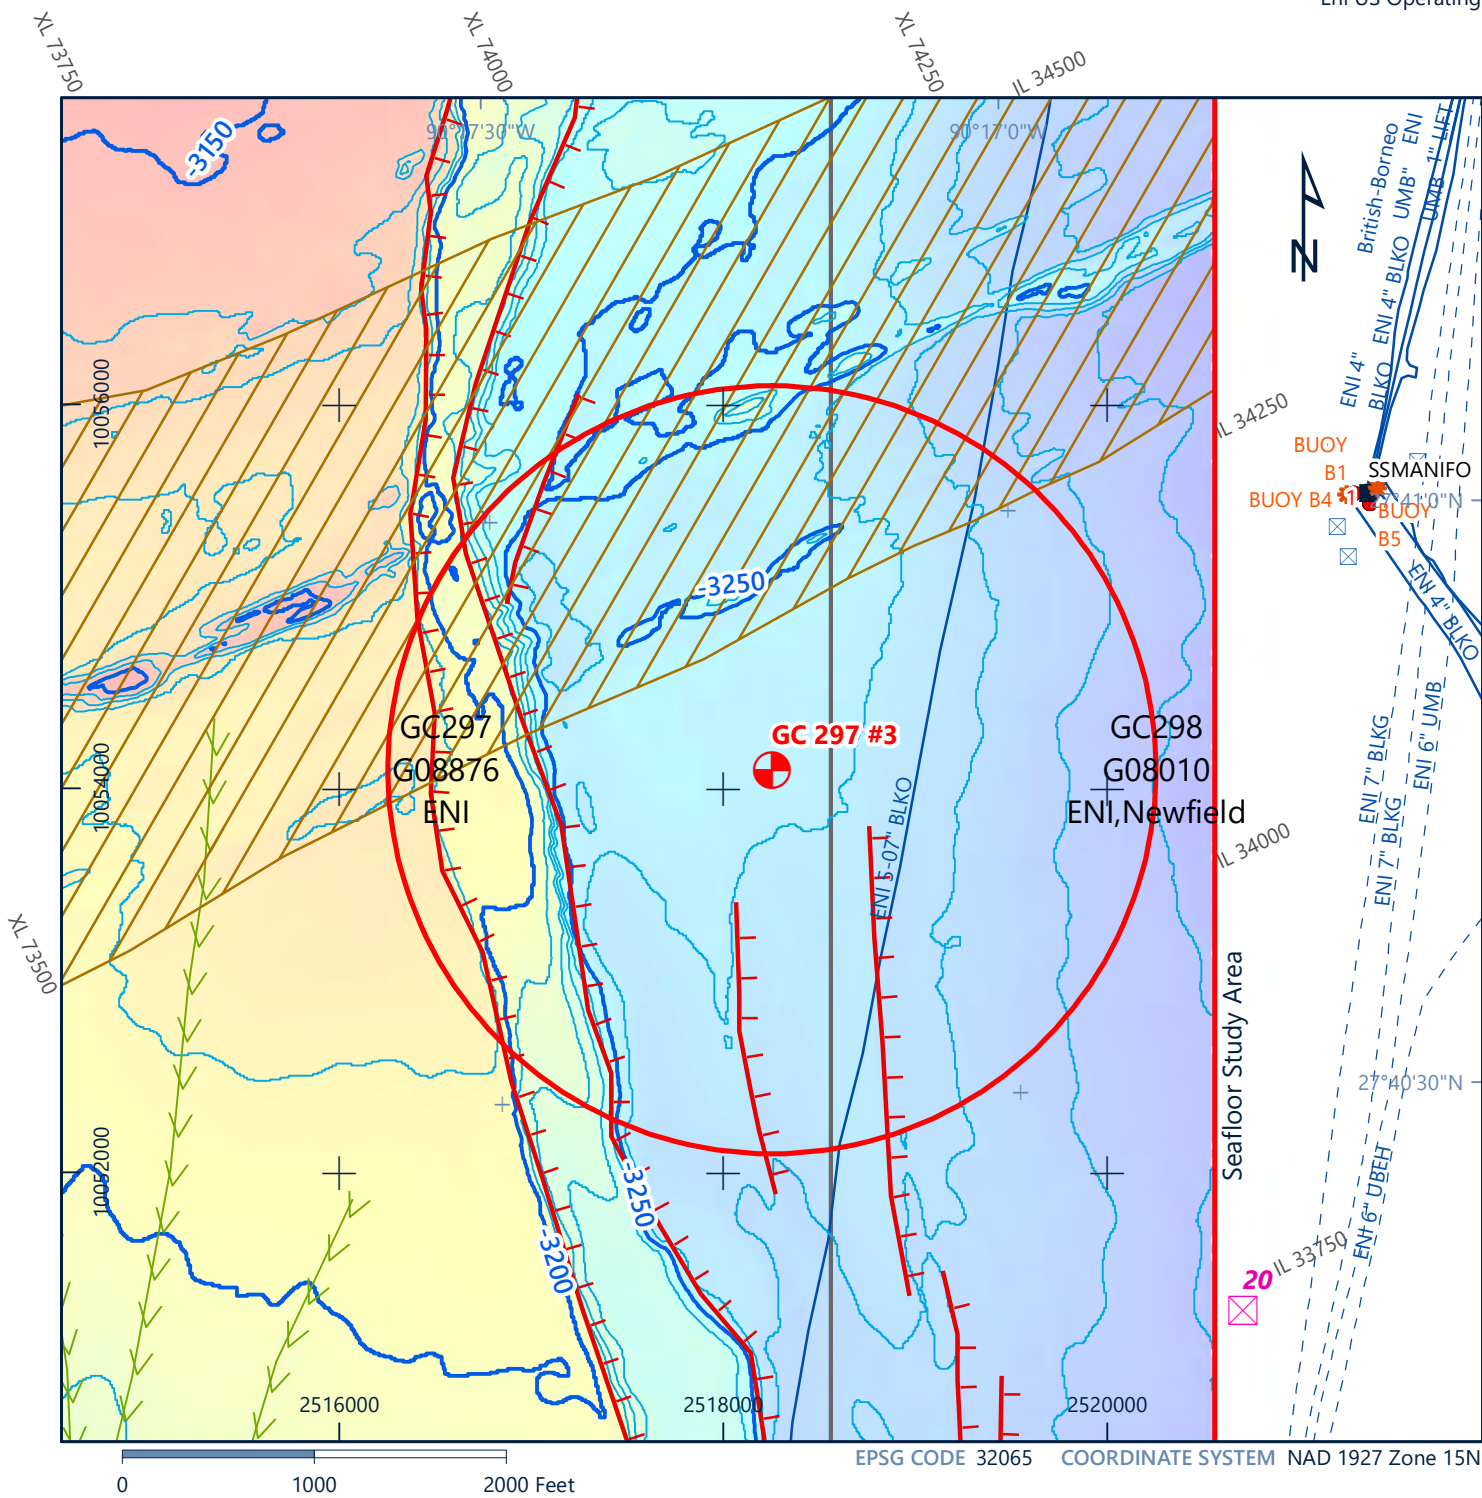 Eni US Operating
XL 73750
XL 74000
XL 74250
IL 34500
-3150
90°17'30"W
90°17'0"W
British-Borneo
ENI 4" BLKO UMB" ENI
UMB 1" LIFT
ENI 4"
BLKO
10056000
IL 34250
BUOY
B1
SSMANIFO
BUOY B4
27°41'0"N
BUOY
B5
-3250
ENI 4" BLKO
GC297
G08876
ENI
GC 297 #3
GC298
G08010
ENI,Newfield
10054000
ENI 5-07" BLKO
ENI 7" BLKG
ENI 7" BLKG
ENI 6" UMB
IL 34000
XL 73500
Seafloor Study Area
27°40'30"N
10052000
-3250
-3200
ENI 6" UBEH
IL 33750
20
2516000
2518000
2520000
0
1000
2000 Feet
EPSG CODE 32065 COORDINATE SYSTEM NAD 1927 Zone 15N